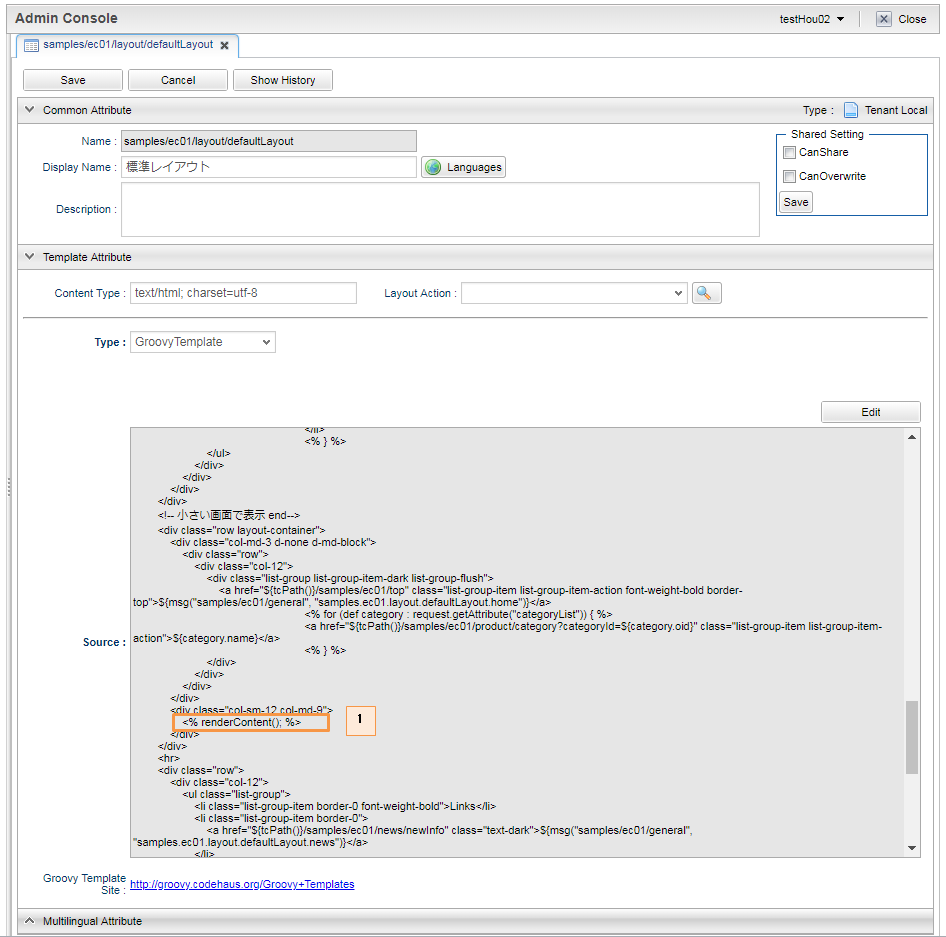 Admin Console
testHou02
Close
samples/ec01/layout/defaultLayout
Save
Cancel
Show History
Common Attribute
Type :
Tenant Local
Name :
samples/ec01/layout/defaultLayout
Display Name :
標準レイアウト
Languages
Description :
Shared Setting
CanShare
CanOverwrite
Save
Template Attribute
Content Type :
text/html; charset=utf-8
Layout Action :
Type :
GroovyTemplate
Edit
Source :
</li>
<% } %>
</ul>
</div>
</div>
</div>
</div>
<!-- 小さい画面で表示 end-->
<div class="row layout-container">
<div class="col-md-3 d-none d-md-block">
<div class="row">
<div class="col-12">
<div class="list-group list-group-item-dark list-group-flush">
<a href="${tcPath()}/samples/ec01/top" class="list-group-item list-group-item-action font-weight-bold border-
top">${msg("samples/ec01/general", "samples.ec01.layout.defaultLayout.home")}</a>
<% for (def category : request.getAttribute("categoryList")) { %>
<a href="${tcPath()}/samples/ec01/product/category?categoryId=${category.oid}" class="list-group-item list-group-item-
action">${category.name}</a>
<% } %>
</div>
</div>
</div>
</div>
<div class="col-sm-12 col-md-9">
<% renderContent(); %>
1
</div>
</div>
<hr>
<div class="row">
<div class="col-12">
<ul class="list-group">
<li class="list-group-item border-0 font-weight-bold">Links</li>
<li class="list-group-item border-0">
<a href="${tcPath()}/samples/ec01/news/newInfo" class="text-dark">${msg("samples/ec01/general",
"samples.ec01.layout.defaultLayout.news")}</a>
</li>
Groovy Template
Site :
http://groovy.codehaus.org/Groovy+Templates
Multilingual Attribute